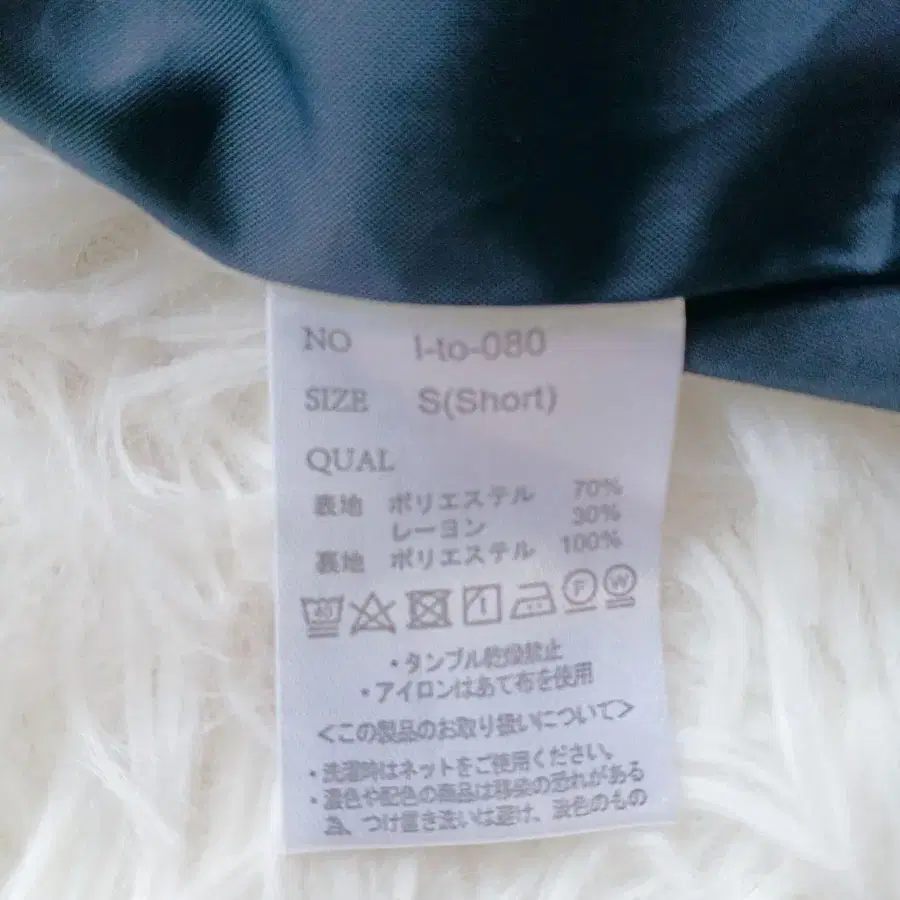 NO I-to-080
SIZE S(Short)
QUAL
表地 ポリエステル 70%
レーヨン 30%
裏地 ポリエステル 100%
40 F W
・タンブル乾燥禁止
・アイロンはあて布を使用
<この製品のお取り扱いについて>
・洗濯時はネットをご使用ください。
・濃色や配色の商品は移染の恐れがある
為、つけ置き洗いは避け、淡色のもの